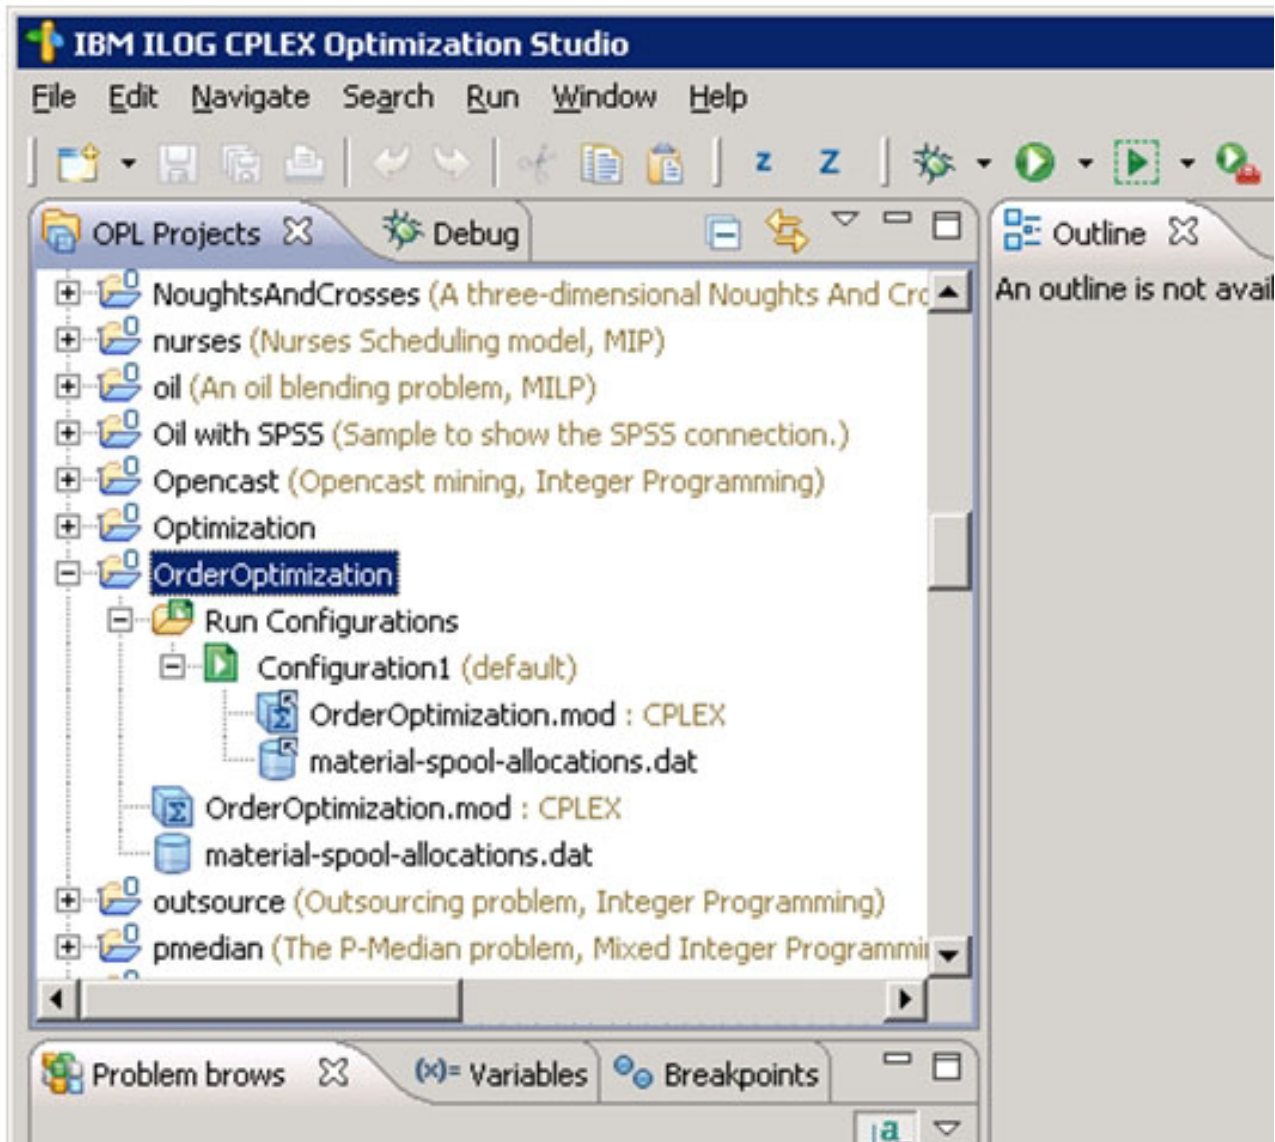 IBM ILOG CPLEX Optimization Studio
File Edit Navigate Search Run Window Help
z Z
OPL Projects Debug
Outline
An outline is not avail
NoughtsAndCrosses (A three-dimensional Noughts And Cro
nurses (Nurses Scheduling model, MIP)
oil (An oil blending problem, MILP)
Oil with SPSS (Sample to show the SPSS connection.)
Opencast (Opencast mining, Integer Programming)
Optimization
OrderOptimization
Run Configurations
Configuration1 (default)
OrderOptimization.mod : CPLEX
material-spool-allocations.dat
OrderOptimization.mod : CPLEX
material-spool-allocations.dat
outsource (Outsourcing problem, Integer Programming)
pmedian (The P-Median problem, Mixed Integer Programmi
Problem brows (x)= Variables Breakpoints
a